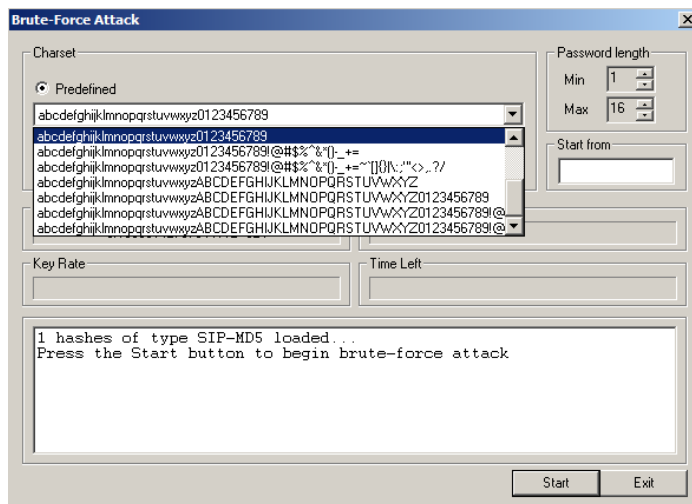 Brute-Force Attack
Charset
Predefined
abcdefghijklmnopqrstuvwxyz0123456789
abcdefghijklmnopqrstuvwxyz0123456789
abcdefghijklmnopqrstuvwxyz0123456789!@#$%^&*()-_+=
abcdefghijklmnopqrstuvwxyz0123456789!@#$%^&*()-_+=~`[]{}|\:;'"<>,.?/
abcdefghijklmnopqrstuvwxyzABCDEFGHIJKLMNOPQRSTUVWXYZ
abcdefghijklmnopqrstuvwxyzABCDEFGHIJKLMNOPQRSTUVWXYZ0123456789
abcdefghijklmnopqrstuvwxyzABCDEFGHIJKLMNOPQRSTUVWXYZ0123456789!@
abcdefghijklmnopqrstuvwxyzABCDEFGHIJKLMNOPQRSTUVWXYZ0123456789!@
Password length
Min 1
Max 16
Start from
Key Rate
Time Left
1 hashes of type SIP-MD5 loaded...
Press the Start button to begin brute-force attack
Start
Exit